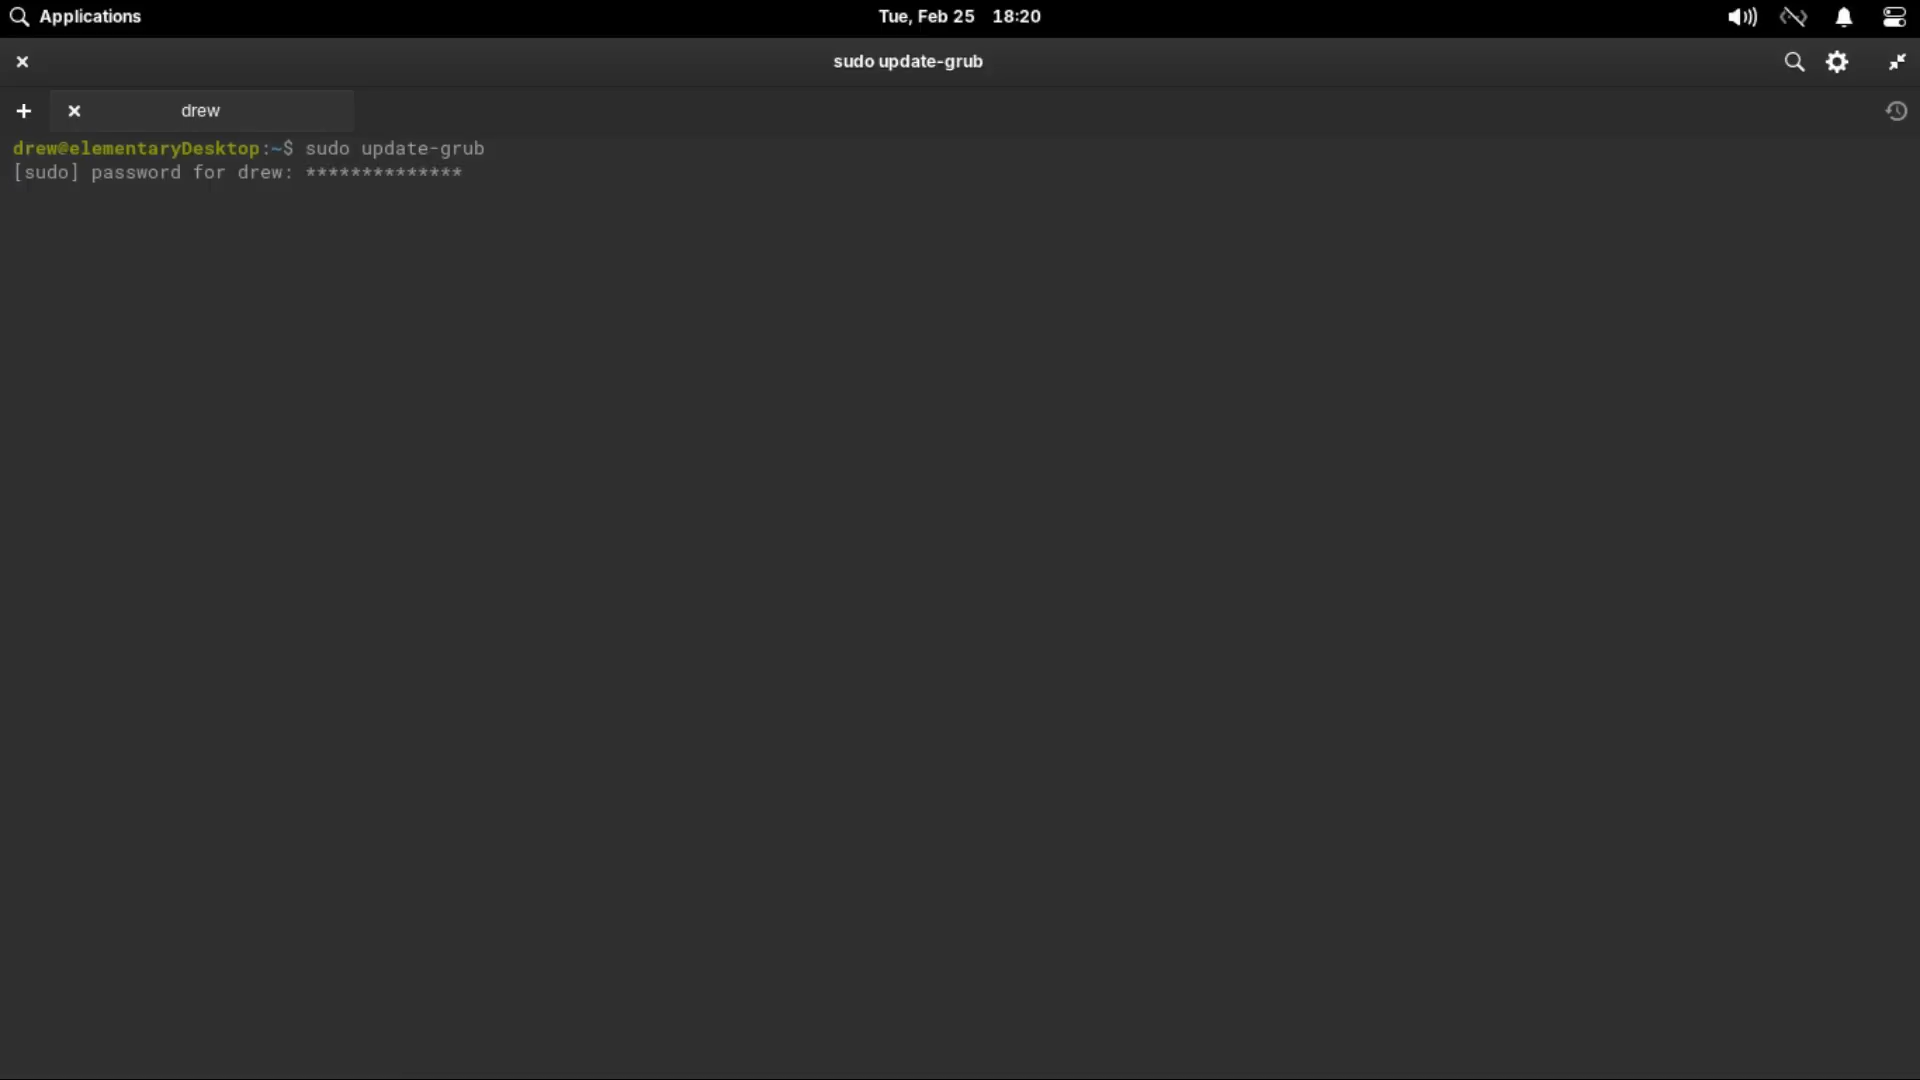 Applications
Tue, Feb 25 18:20
sudo update-grub
drew
drew@elementaryDesktop:~$ sudo update-grub
[sudo] password for drew: **************